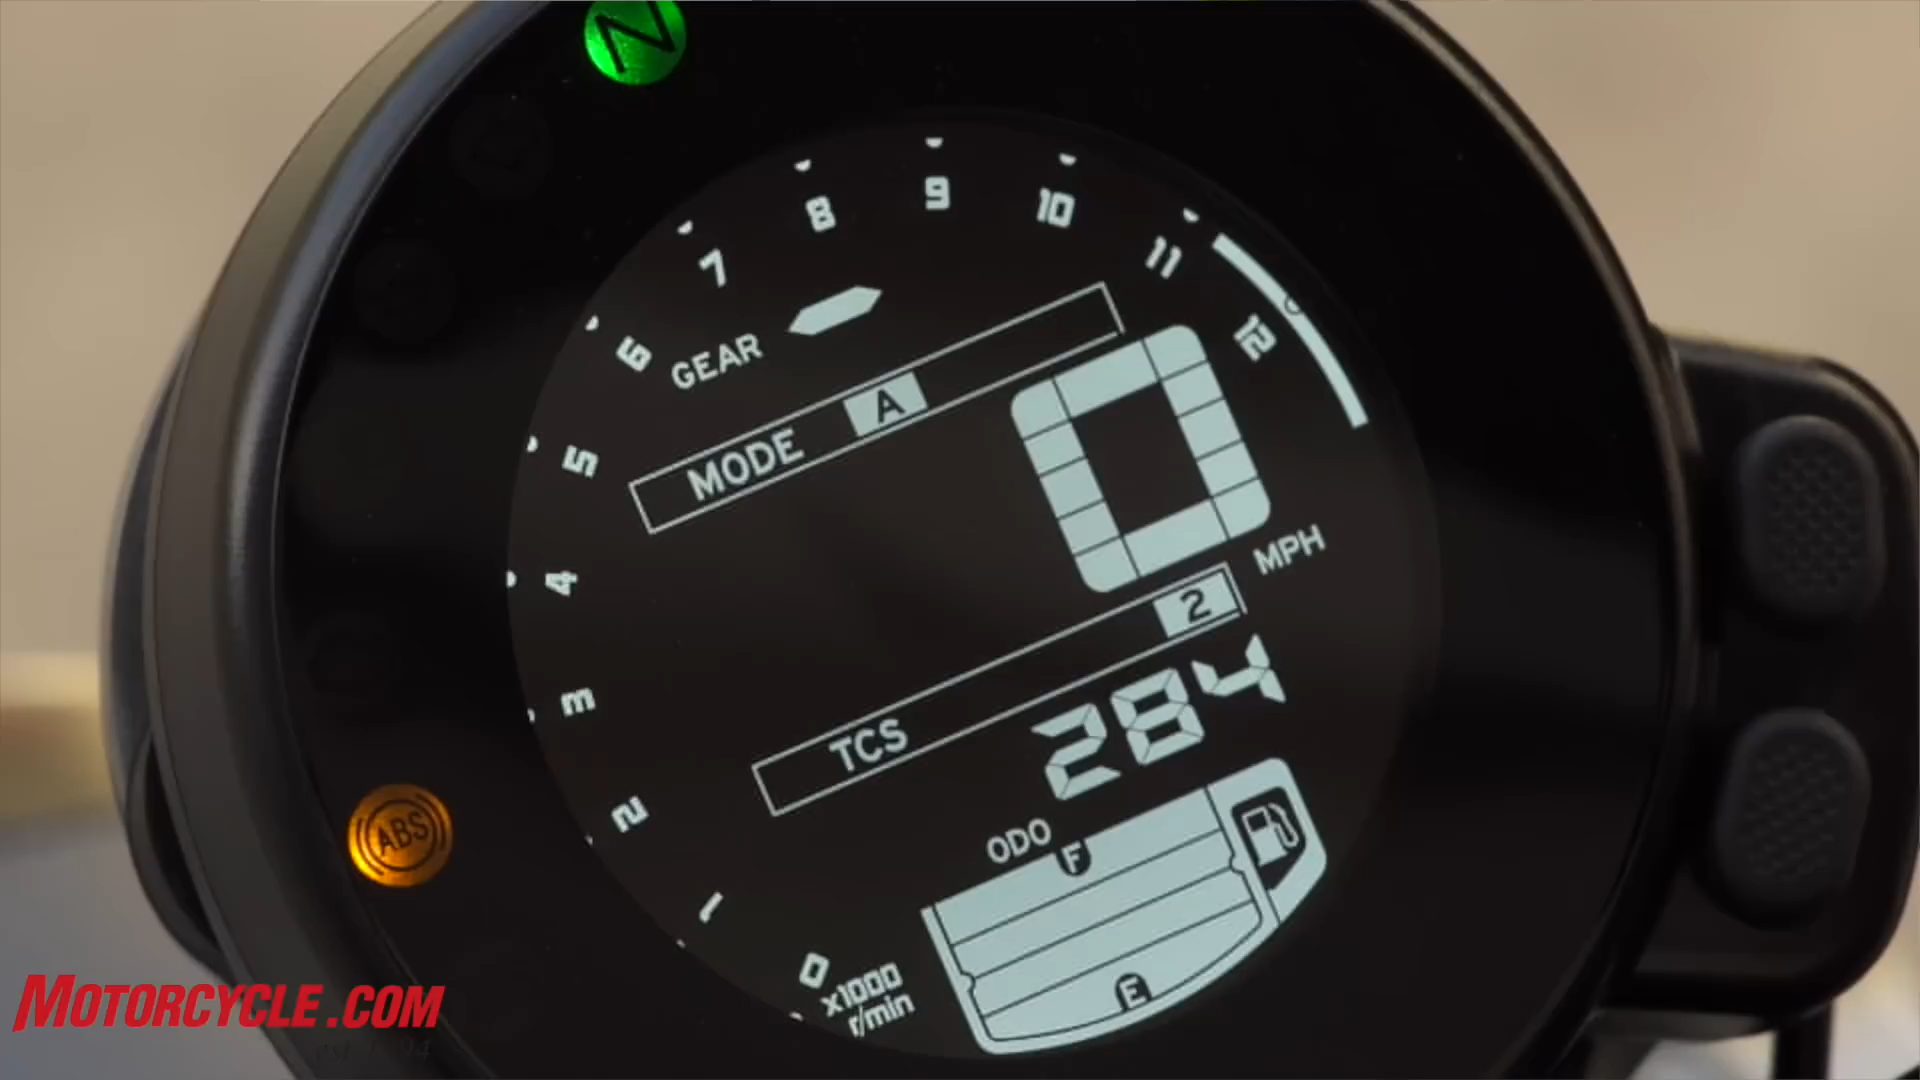 N
8 9 10
7 11
6 12
GEAR
MODE A
5
0
MPH
4
TCS 2
3
284
ODO
2
F
E
1
0
x1000
r/min
ABS
MOTORCYCLE.COM